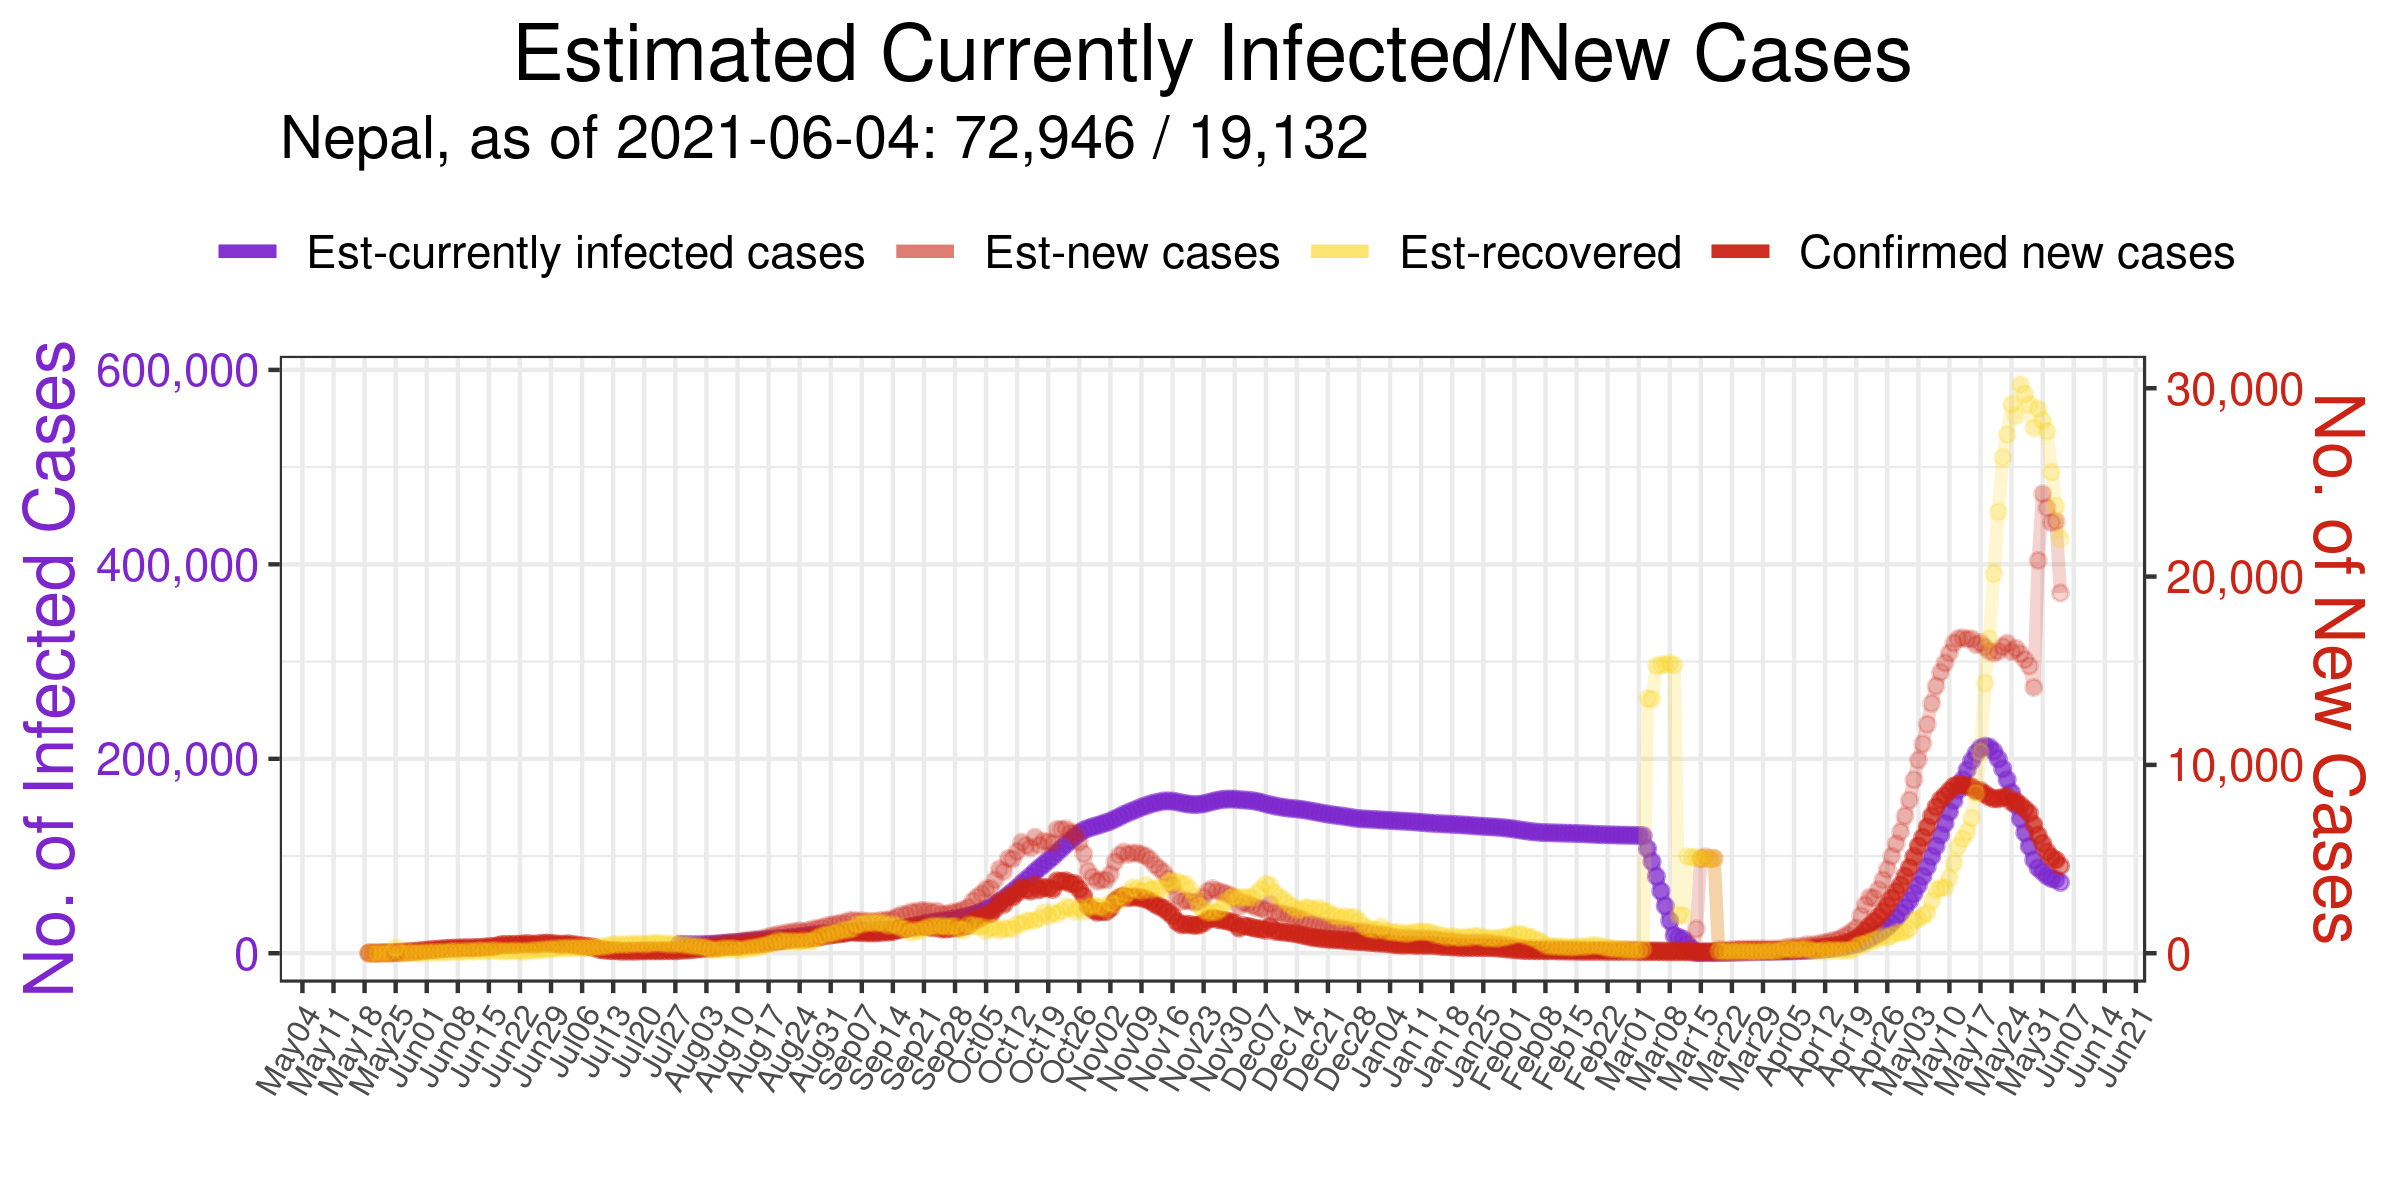 Estimated Currently Infected/New Cases
Nepal, as of 2021-06-04: 72,946 / 19,132
Est-currently infected cases Est-new cases Est-recovered Confirmed new cases
No. of Infected Cases
600,000
400,000
200,000
0
30,000
20,000
10,000
0
No. of New Cases
May04 May11 May18 May25 Jun01 Jun08 Jun15 Jun22 Jun29 Jul06 Jul13 Jul20 Jul27 Aug03 Aug10 Aug17 Aug24 Aug31 Sep07 Sep14 Sep21 Sep28 Oct05 Oct12 Oct19 Oct26 Nov02 Nov09 Nov16 Nov23 Nov30 Dec07 Dec14 Dec21 Dec28 Jan04 Jan11 Jan18 Jan25 Feb01 Feb08 Feb15 Feb22 Mar01 Mar08 Mar15 Mar22 Mar29 Apr05 Apr12 Apr19 Apr26 May03 May10 May17 May24 May31 Jun07 Jun14 Jun21